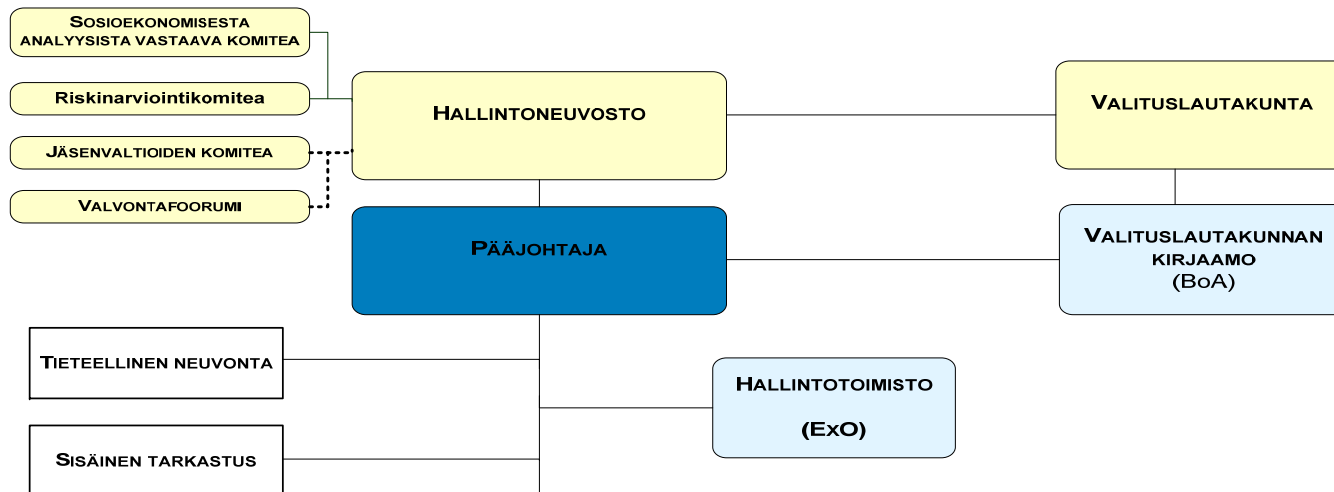 SOSIOEKONOMISESTA
ANALYYSISTA VASTAAVA KOMITEA
Riskinarviointikomitea
JÄSENVALTIOIDEN KOMITEA
VALVONTAFOORUMI
HALLINTONEUVOSTO
VALITUSLAUTAKUNTA
PÄÄJOHTAJA
VALITUSLAUTAKUNNAN
KIRJAAMO
(BoA)
TIETEELLINEN NEUVONTA
HALLINTOTOIMISTO
(ExO)
SISÄINEN TARKASTUS